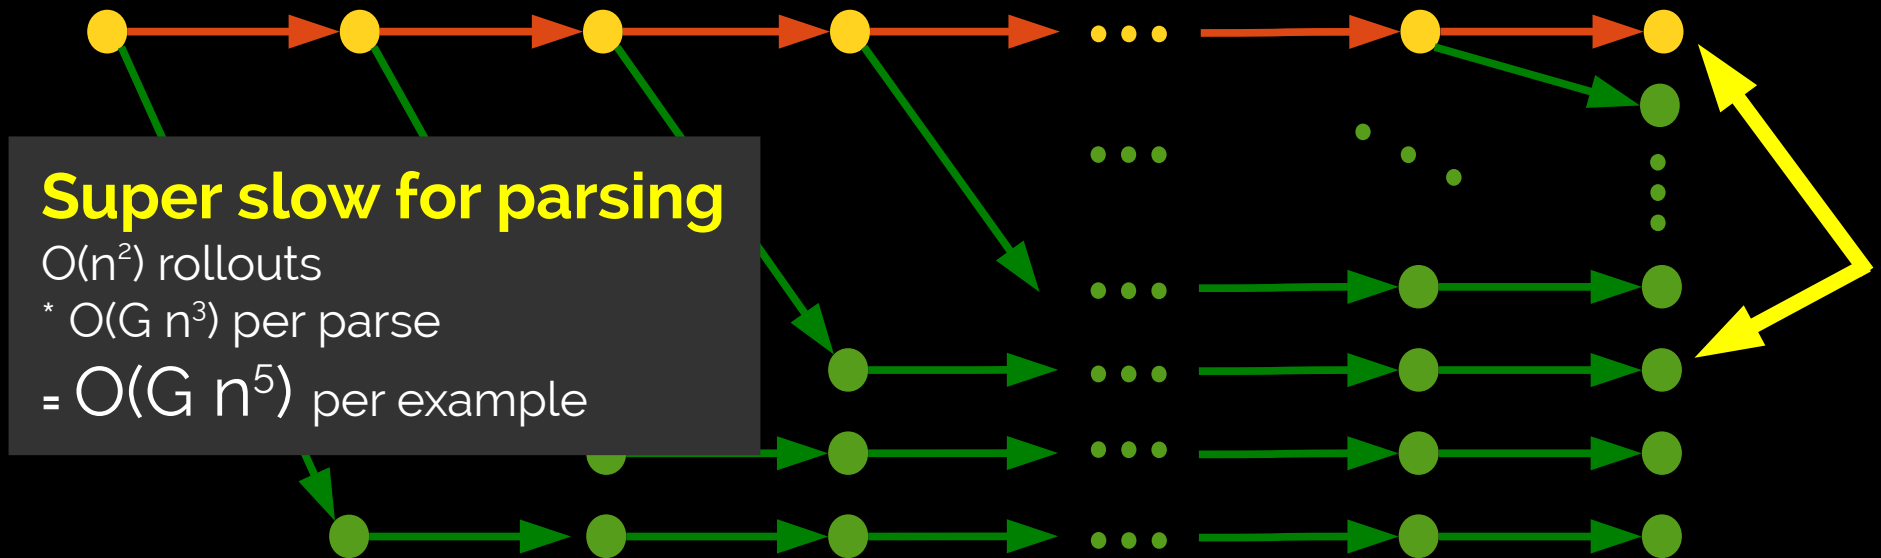 Super slow for parsing
O(n²) rollouts
* O(G n³) per parse
= O(G n⁵) per example